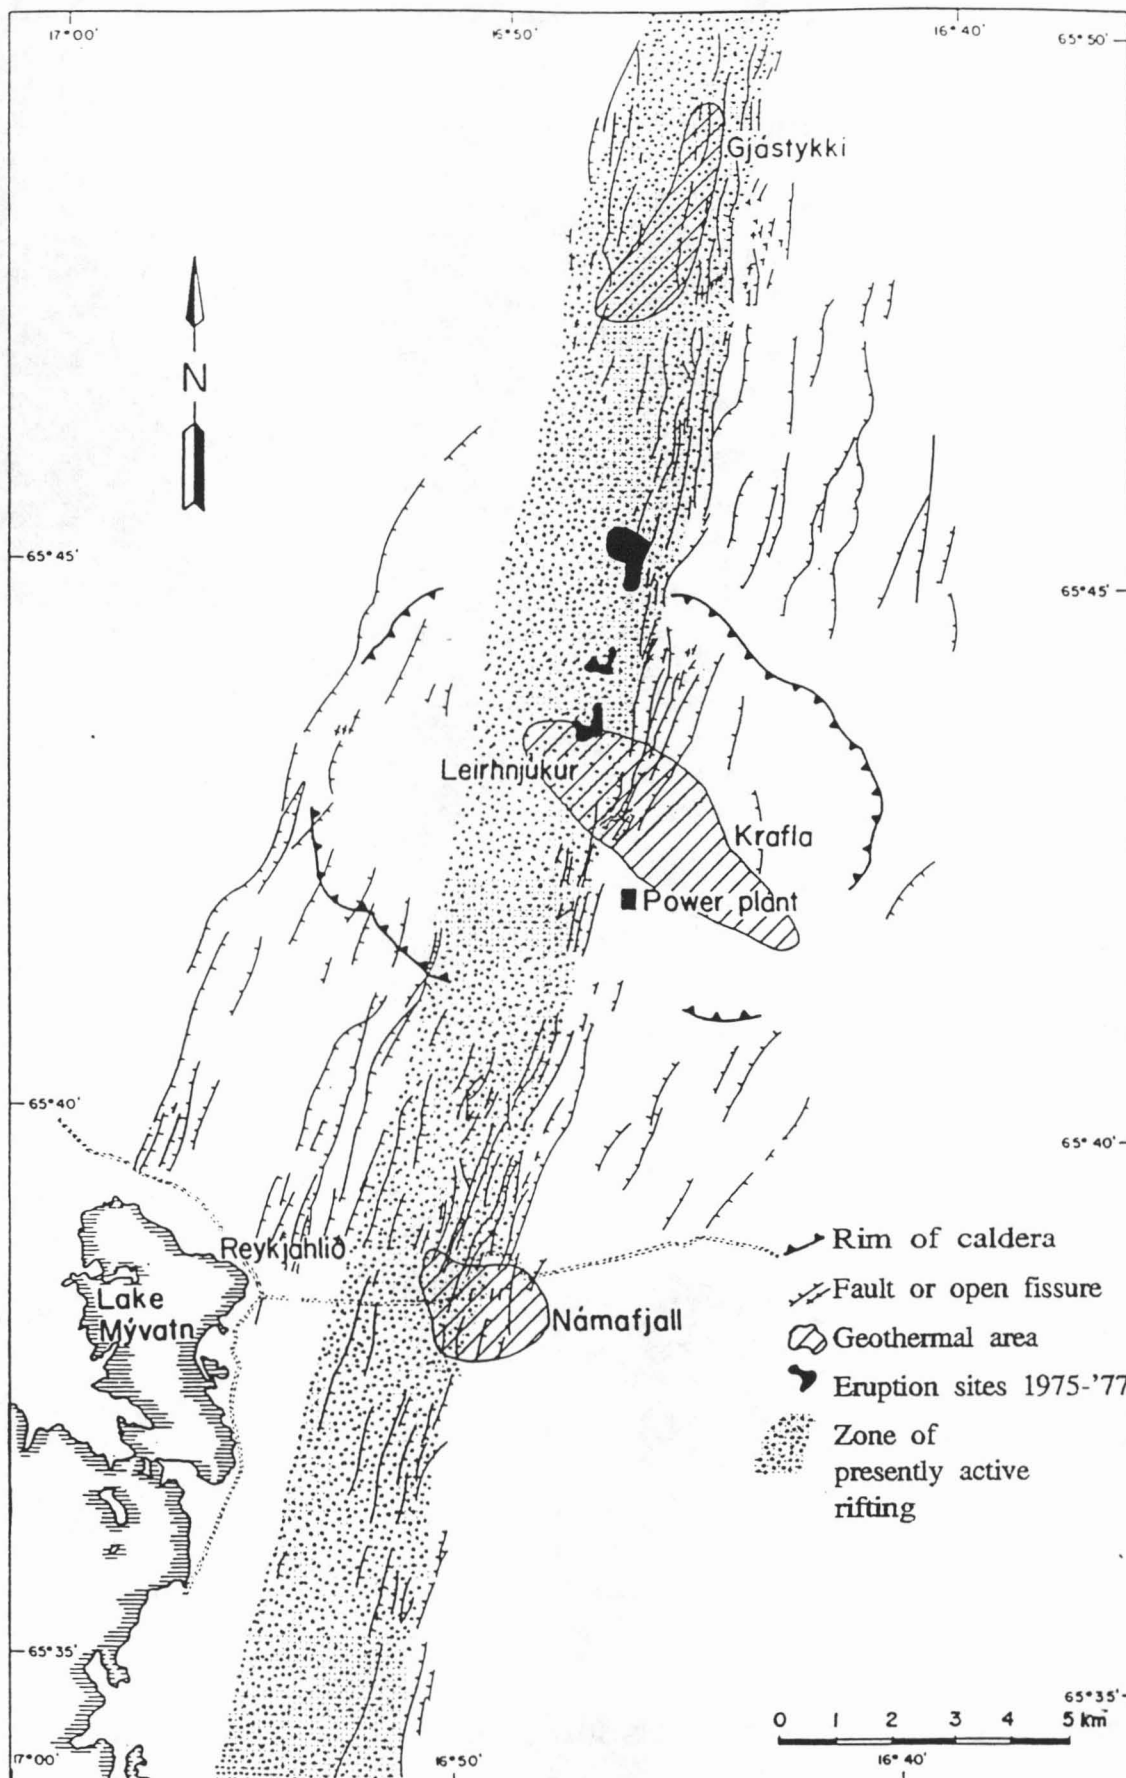 17°00'
16°50'
16°40'
65°50'
Gjástykki
N
65°45'
65°45'
Leirhnjúkur
Krafla
Power plant
65°40'
65°40'
Reykjahlíð
Lake
Mývatn
Námafjall
Rim of caldera
Fault or open fissure
Geothermal area
Eruption sites 1975-'77
Zone of
presently active
rifting
65°35'
65°35'
0 1 2 3 4 5 km
17°00'
16°50'
16°40'